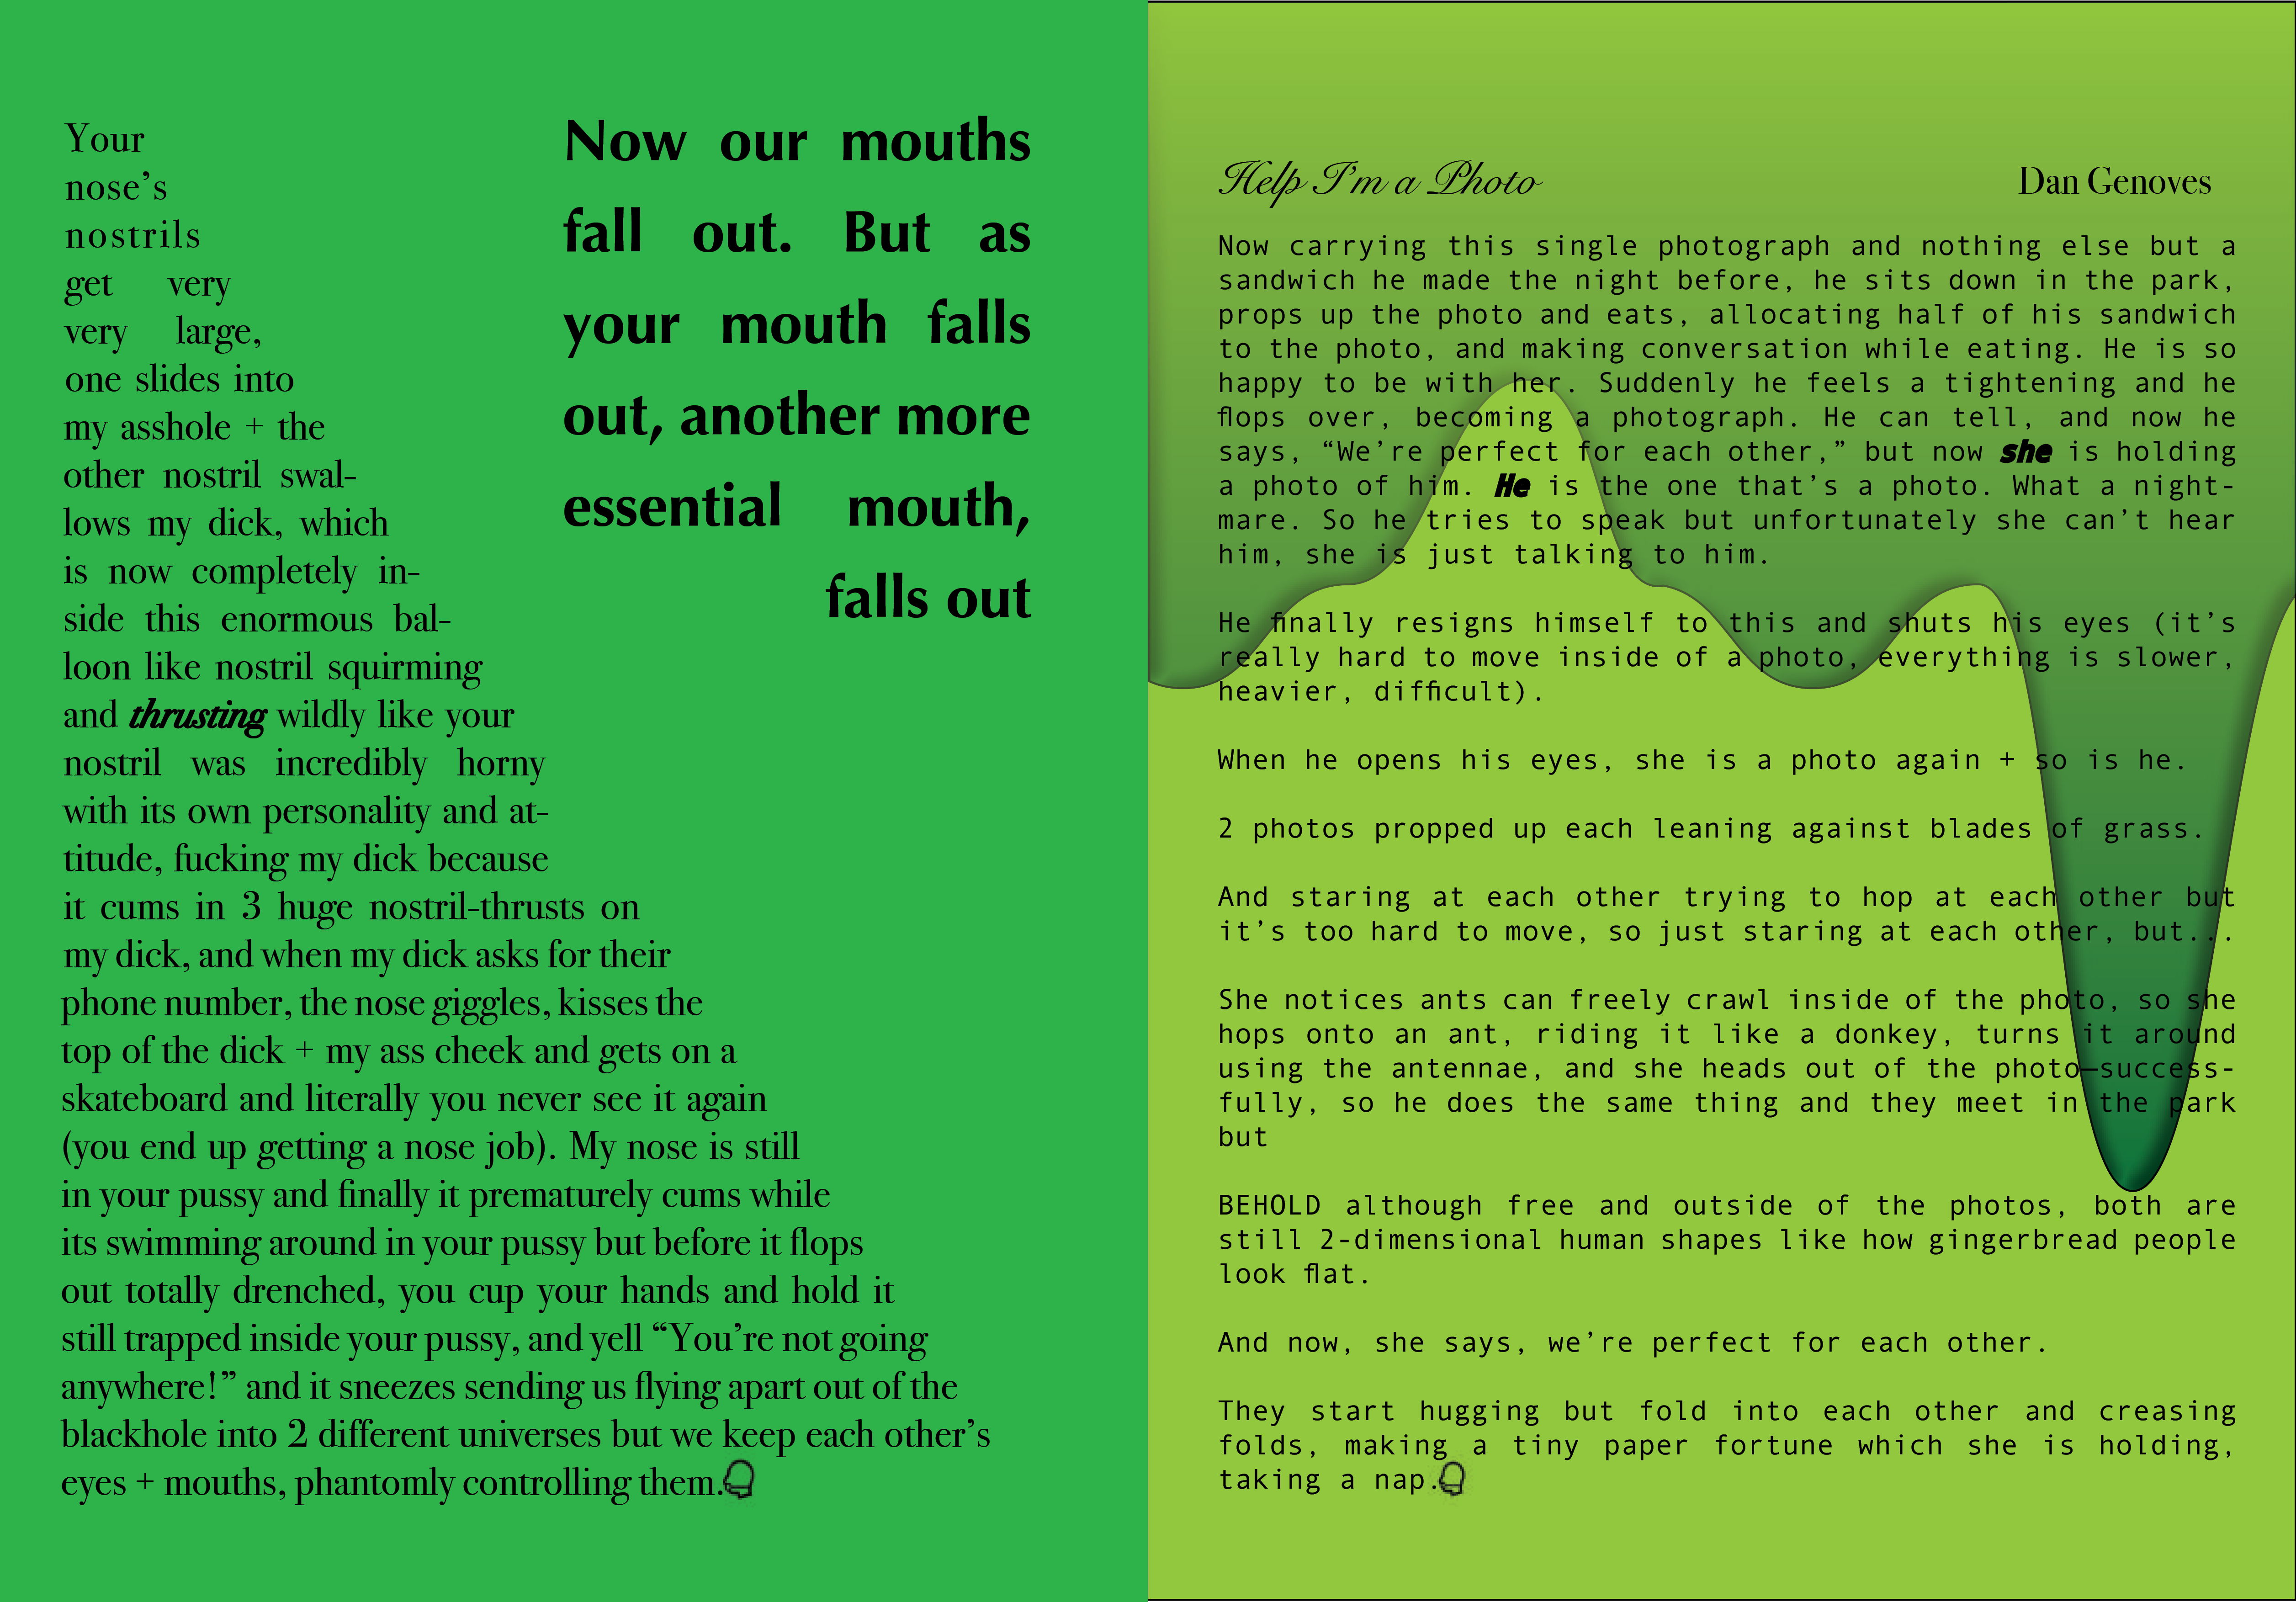 Your
nose’s
nostrils
get very
very large,
one slides into
my asshole + the
other nostril swal-
lows my dick, which
is now completely in-
side this enormous bal-
loon like nostril squirming
and thrusting wildly like your
nostril was incredibly horny
with its own personality and at-
titude, fucking my dick because
it cums in 3 huge nostril-thrusts on
my dick, and when my dick asks for their
phone number, the nose giggles, kisses the
top of the dick + my ass cheek and gets on a
skateboard and literally you never see it again
(you end up getting a nose job). My nose is still
in your pussy and finally it prematurely cums while
its swimming around in your pussy but before it flops
out totally drenched, you cup your hands and hold it
still trapped inside your pussy, and yell “You’re not going
anywhere!” and it sneezes sending us flying apart out of the
blackhole into 2 different universes but we keep each other’s
eyes + mouths, phantomly controlling them.
Now our mouths
fall out. But as
your mouth falls
out, another more
essential mouth,
falls out
Help I’m a Photo
Dan Genoves
Now carrying this single photograph and nothing else but a
sandwich he made the night before, he sits down in the park,
props up the photo and eats, allocating half of his sandwich
to the photo, and making conversation while eating. He is so
happy to be with her. Suddenly he feels a tightening and he
flops over, becoming a photograph. He can tell, and now he
says, “We’re perfect for each other,” but now she is holding
a photo of him. He is the one that’s a photo. What a night-
mare. So he tries to speak but unfortunately she can’t hear
him, she is just talking to him.
He finally resigns himself to this and shuts his eyes (it’s
really hard to move inside of a photo, everything is slower,
heavier, difficult).
When he opens his eyes, she is a photo again + so is he.
2 photos propped up each leaning against blades of grass.
And staring at each other trying to hop at each other but
it’s too hard to move, so just staring at each other, but...
She notices ants can freely crawl inside of the photo, so she
hops onto an ant, riding it like a donkey, turns it around
using the antennae, and she heads out of the photo—success-
fully, so he does the same thing and they meet in the park
but
BEHOLD although free and outside of the photos, both are
still 2-dimensional human shapes like how gingerbread people
look flat.
And now, she says, we’re perfect for each other.
They start hugging but fold into each other and creasing
folds, making a tiny paper fortune which she is holding,
taking a nap.